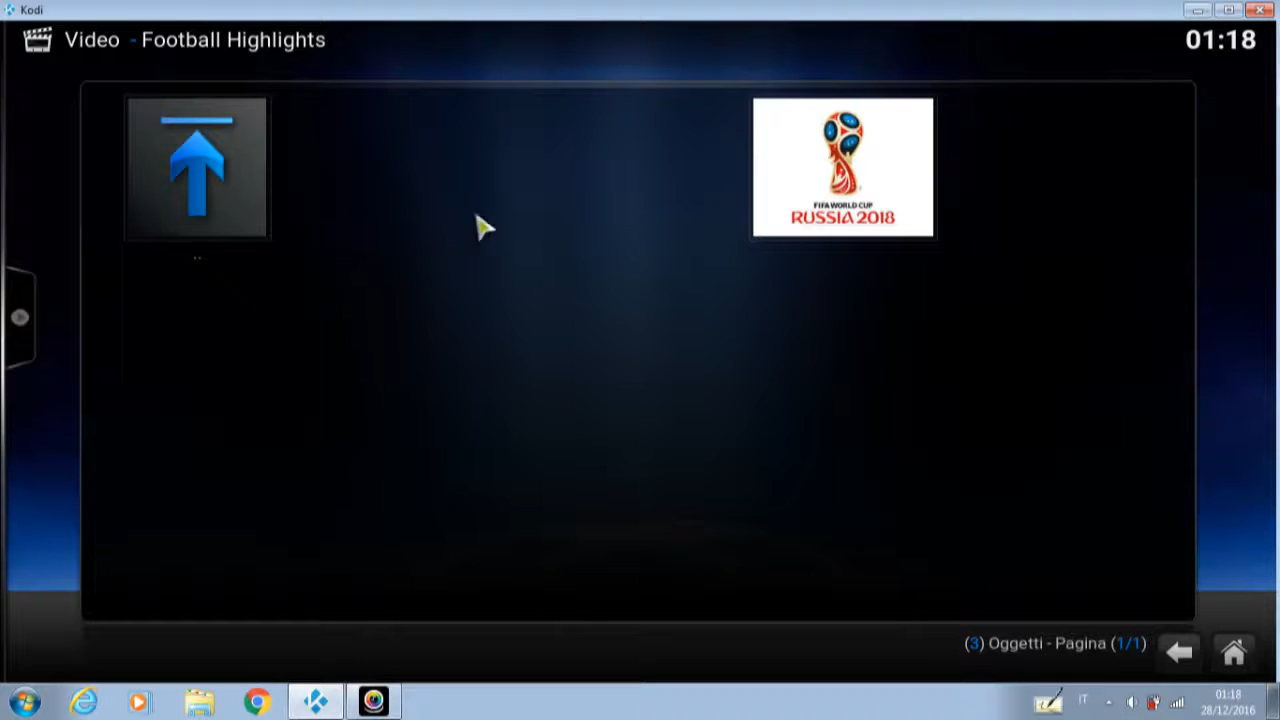 Kodi
Video - Football Highlights
01:18
FIFA WORLD CUP
RUSSIA 2018
..
(3) Oggetti - Pagina (1/1)
IT
01:18
28/12/2016